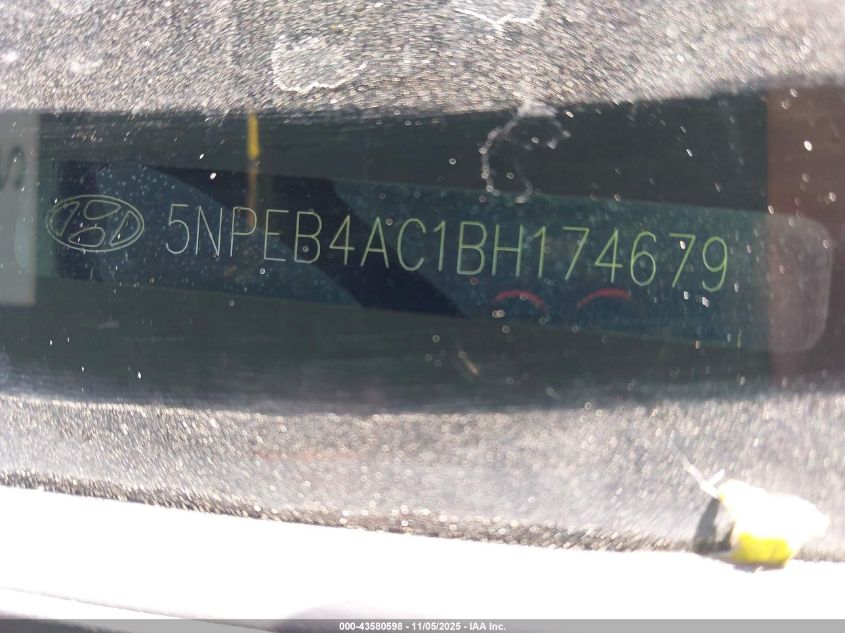 5NPEB4AC1BH174679
000-43580598 - 11/05/2025 - IAA Inc.